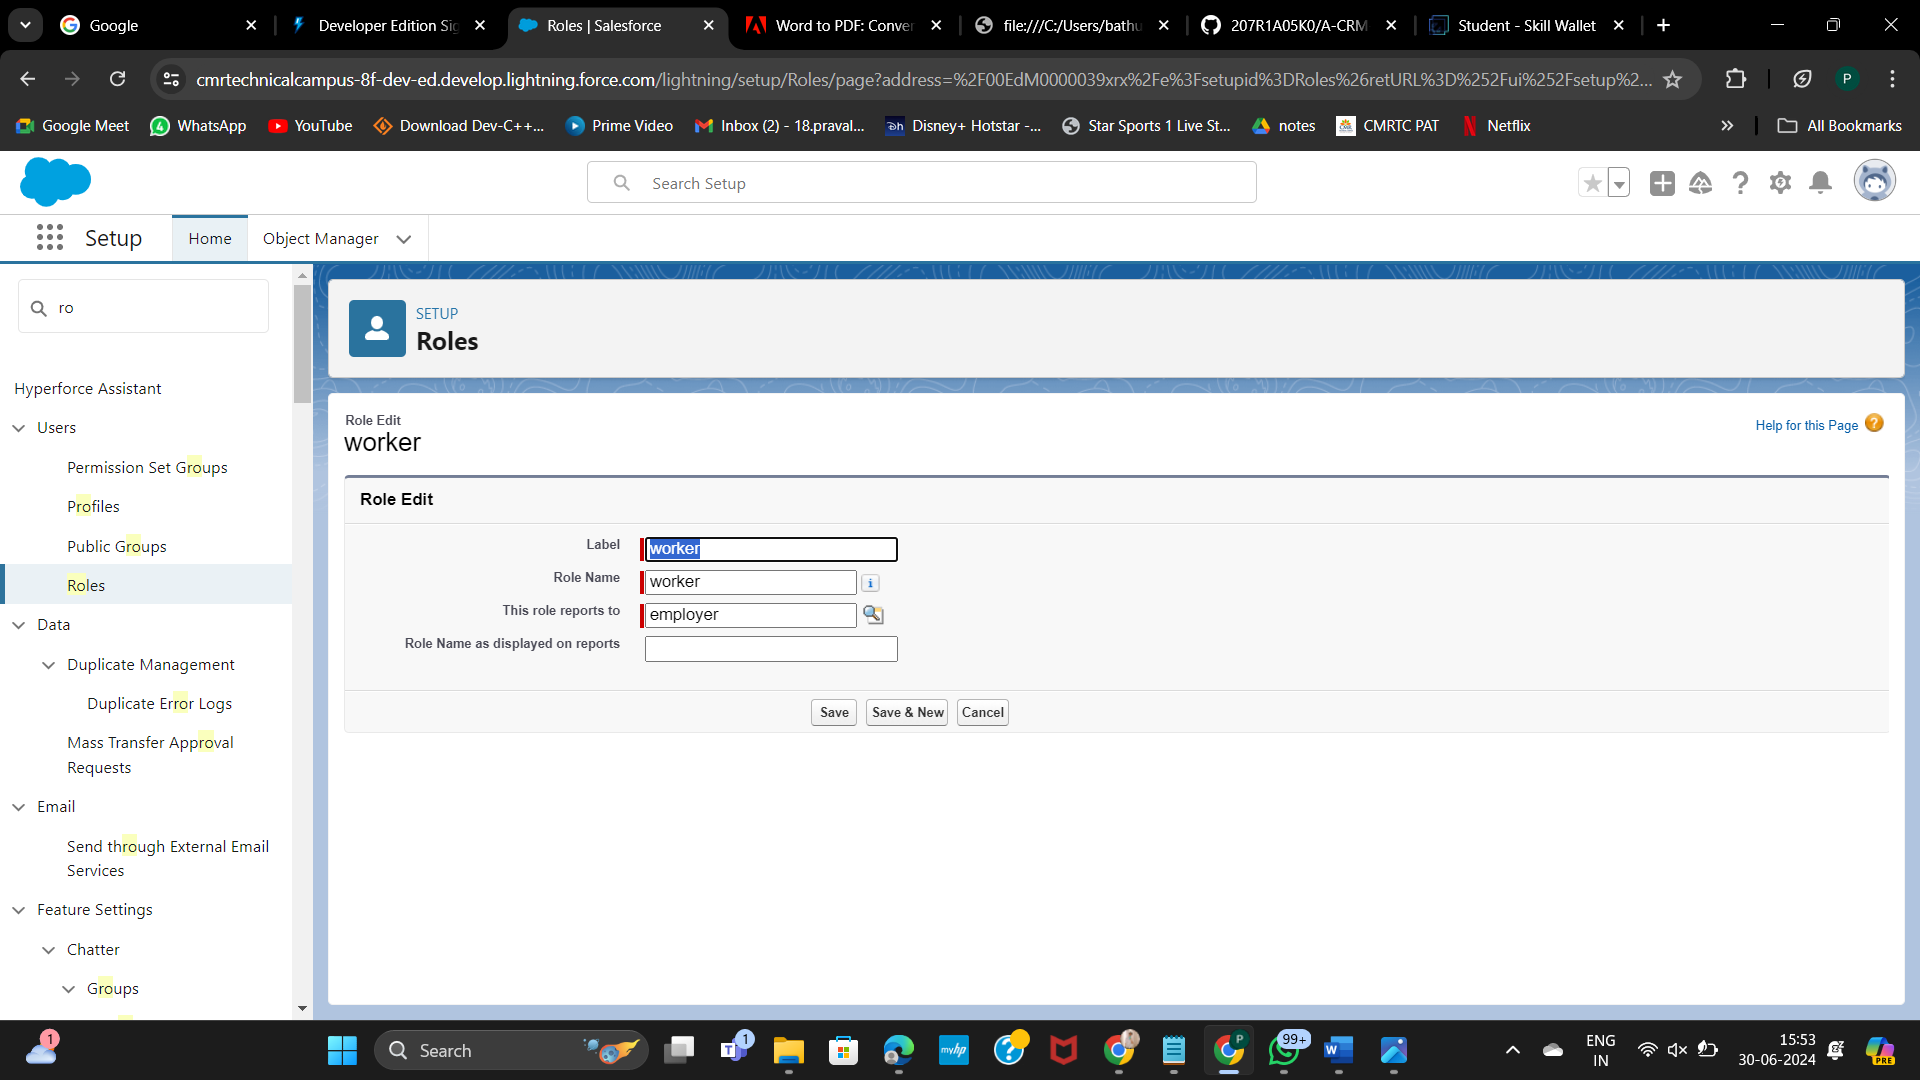 Google
Developer Edition Sig
Roles | Salesforce
Word to PDF: Conver
file:///C:/Users/bathu
207R1A05K0/A-CRM
Student - Skill Wallet
cmrtechnicalcampus-8f-dev-ed.develop.lightning.force.com/lightning/setup/Roles/page?address=%2F00EdM0000039xrx%2Fe%3Fsetupid%3DRoles%26retURL%3D%252Fui%252Fsetup%2...
P
Google Meet
WhatsApp
YouTube
Download Dev-C++...
Prime Video
Inbox (2) - 18.praval...
Disney+ Hotstar -...
Star Sports 1 Live St...
notes
CMRTC PAT
Netflix
All Bookmarks
Search Setup
Setup
Home
Object Manager
ro
SETUP
Roles
Hyperforce Assistant
Users
Permission Set Groups
Profiles
Public Groups
Roles
Data
Duplicate Management
Duplicate Error Logs
Mass Transfer Approval
Requests
Email
Send through External Email
Services
Feature Settings
Chatter
Groups
Role Edit
worker
Help for this Page ?
Role Edit
Label worker
Role Name worker i
This role reports to employer
Role Name as displayed on reports
Save
Save & New
Cancel
1
Search
1
myhp
P
99+
ENG
IN
15:53
30-06-2024
PRE